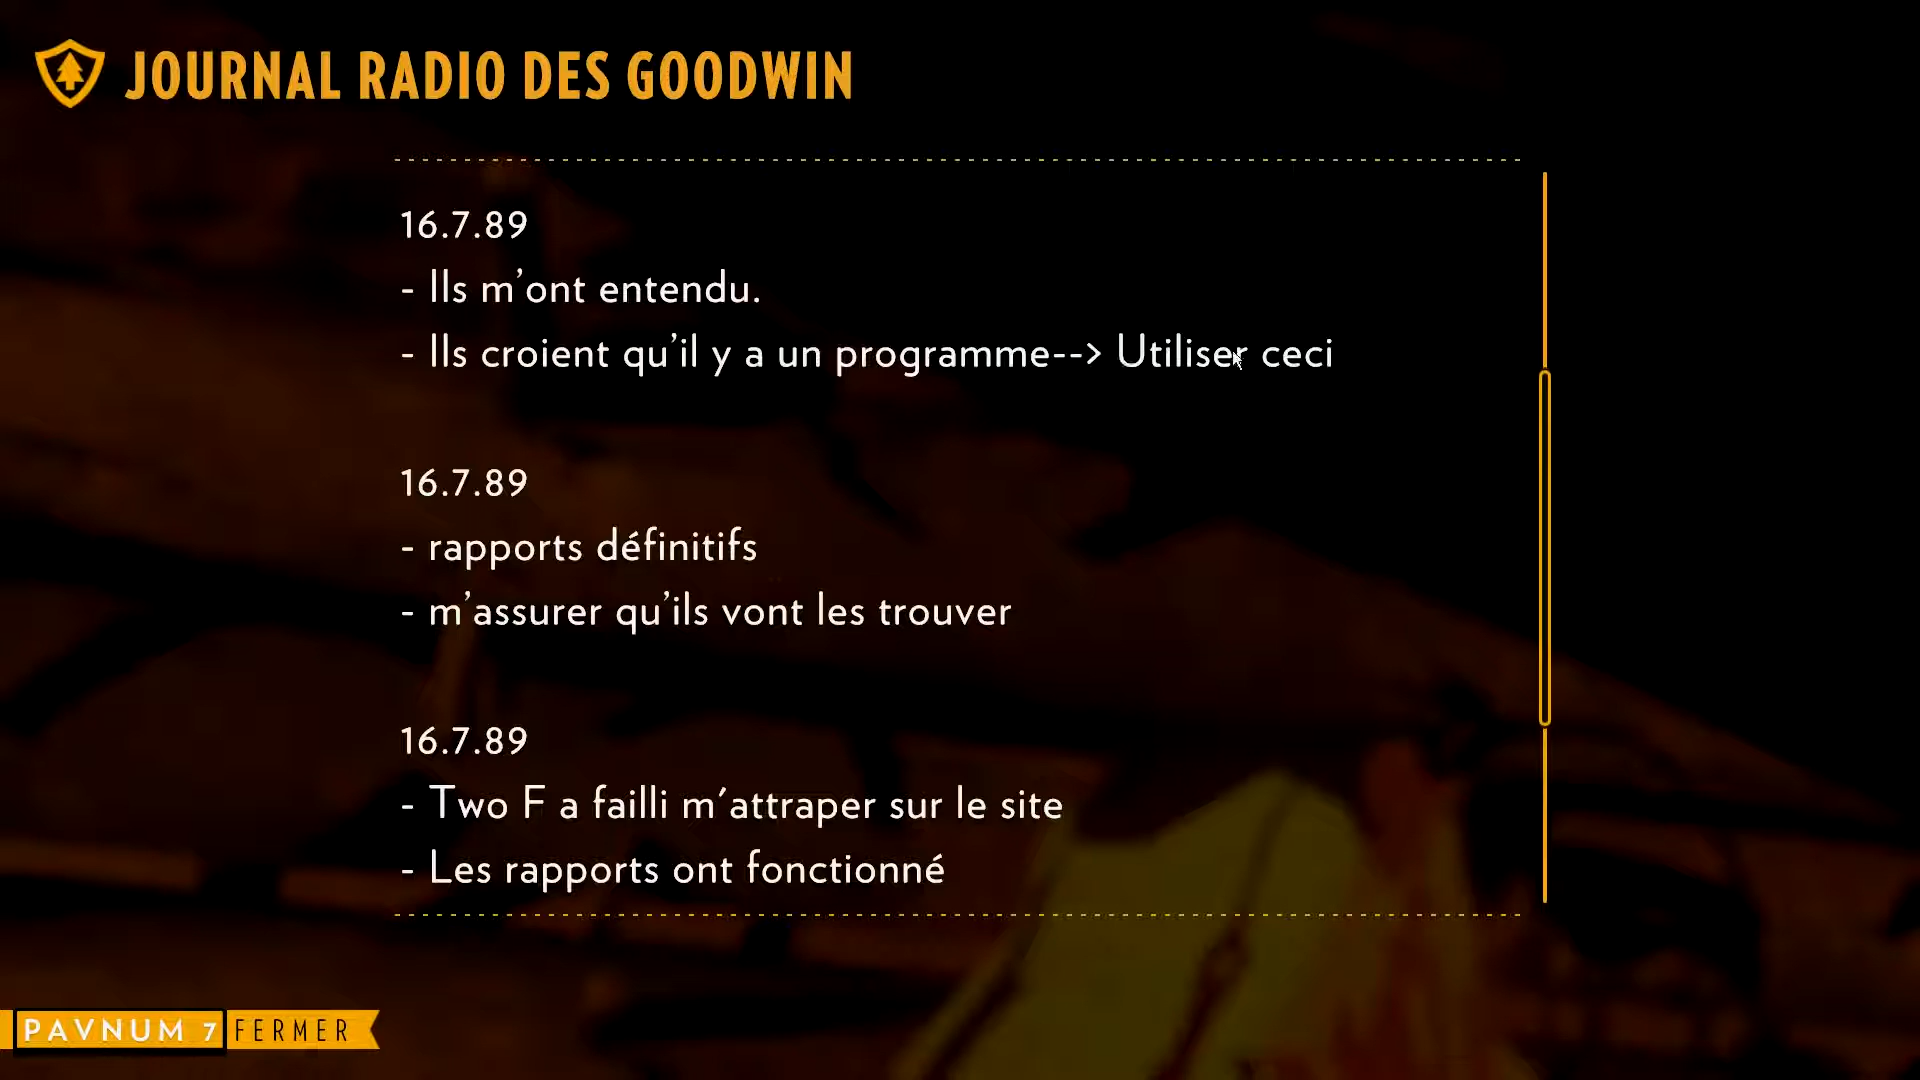 JOURNAL RADIO DES GOODWIN
16.7.89
- Ils m’ont entendu.
- Ils croient qu’il y a un programme--> Utiliser ceci
16.7.89
- rapports définitifs
- m’assurer qu’ils vont les trouver
16.7.89
- Two F a failli m'attraper sur le site
- Les rapports ont fonctionné
PAVNUM 7 FERMER